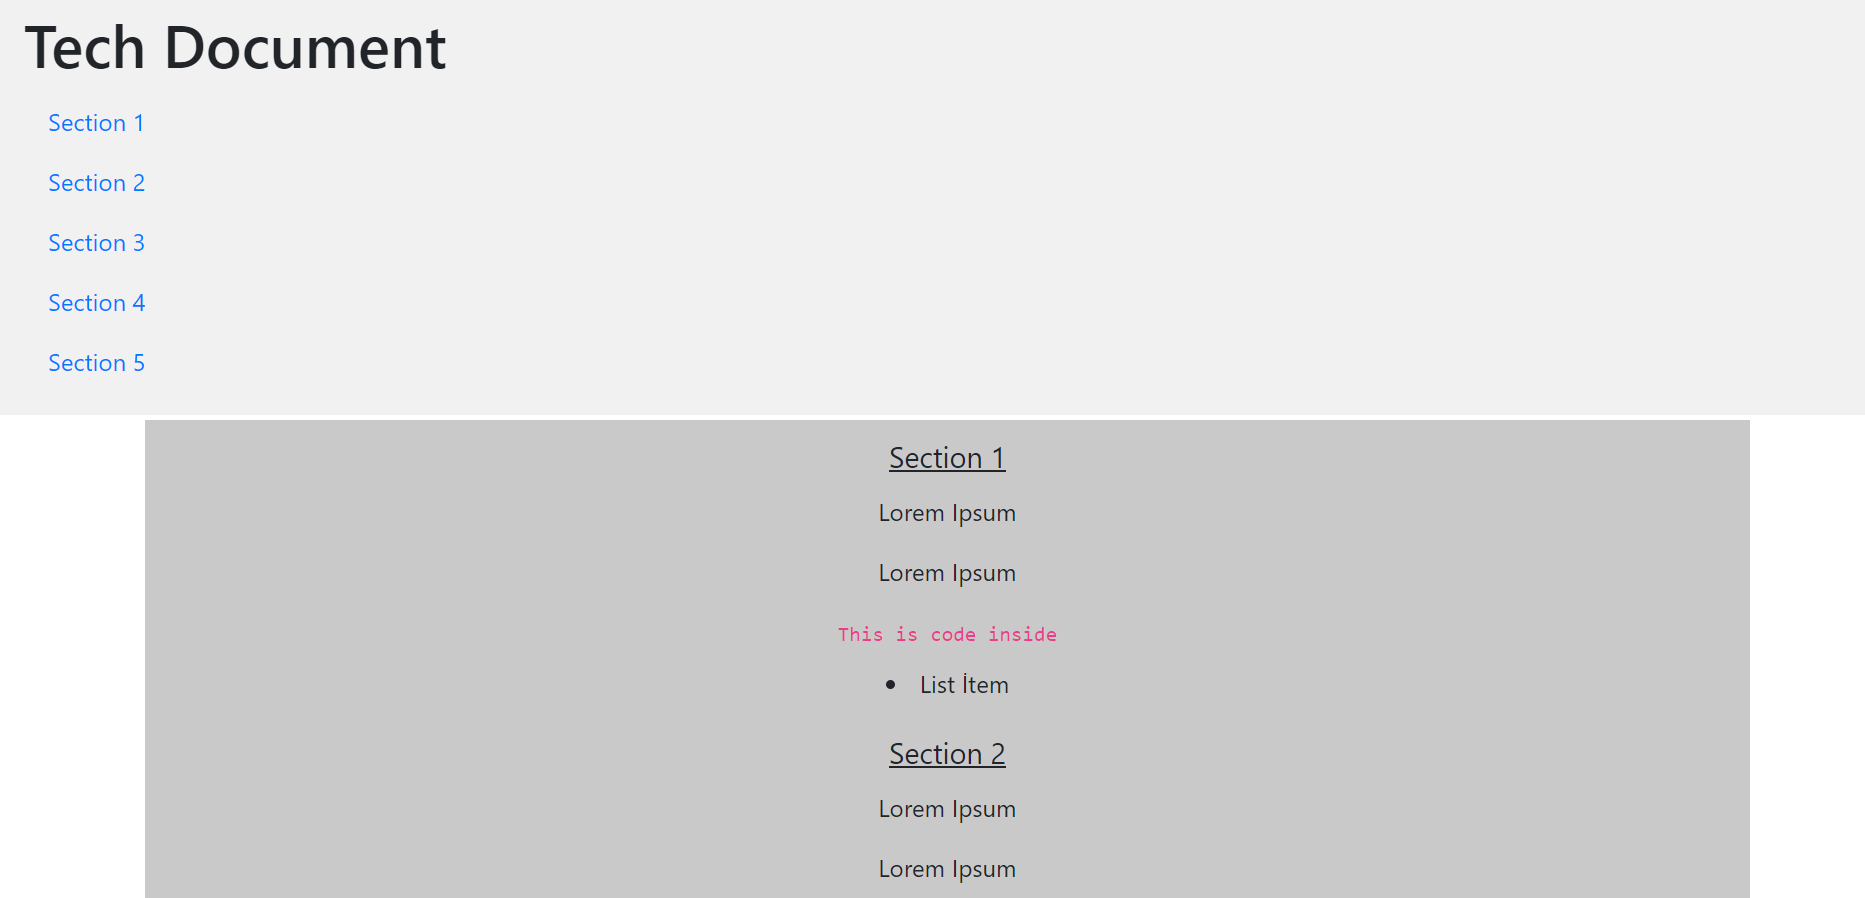 Tech Document
Section 1
Section 2
Section 3
Section 4
Section 5
Section 1
Lorem Ipsum
Lorem Ipsum
This is code inside
• List İtem
Section 2
Lorem Ipsum
Lorem Ipsum